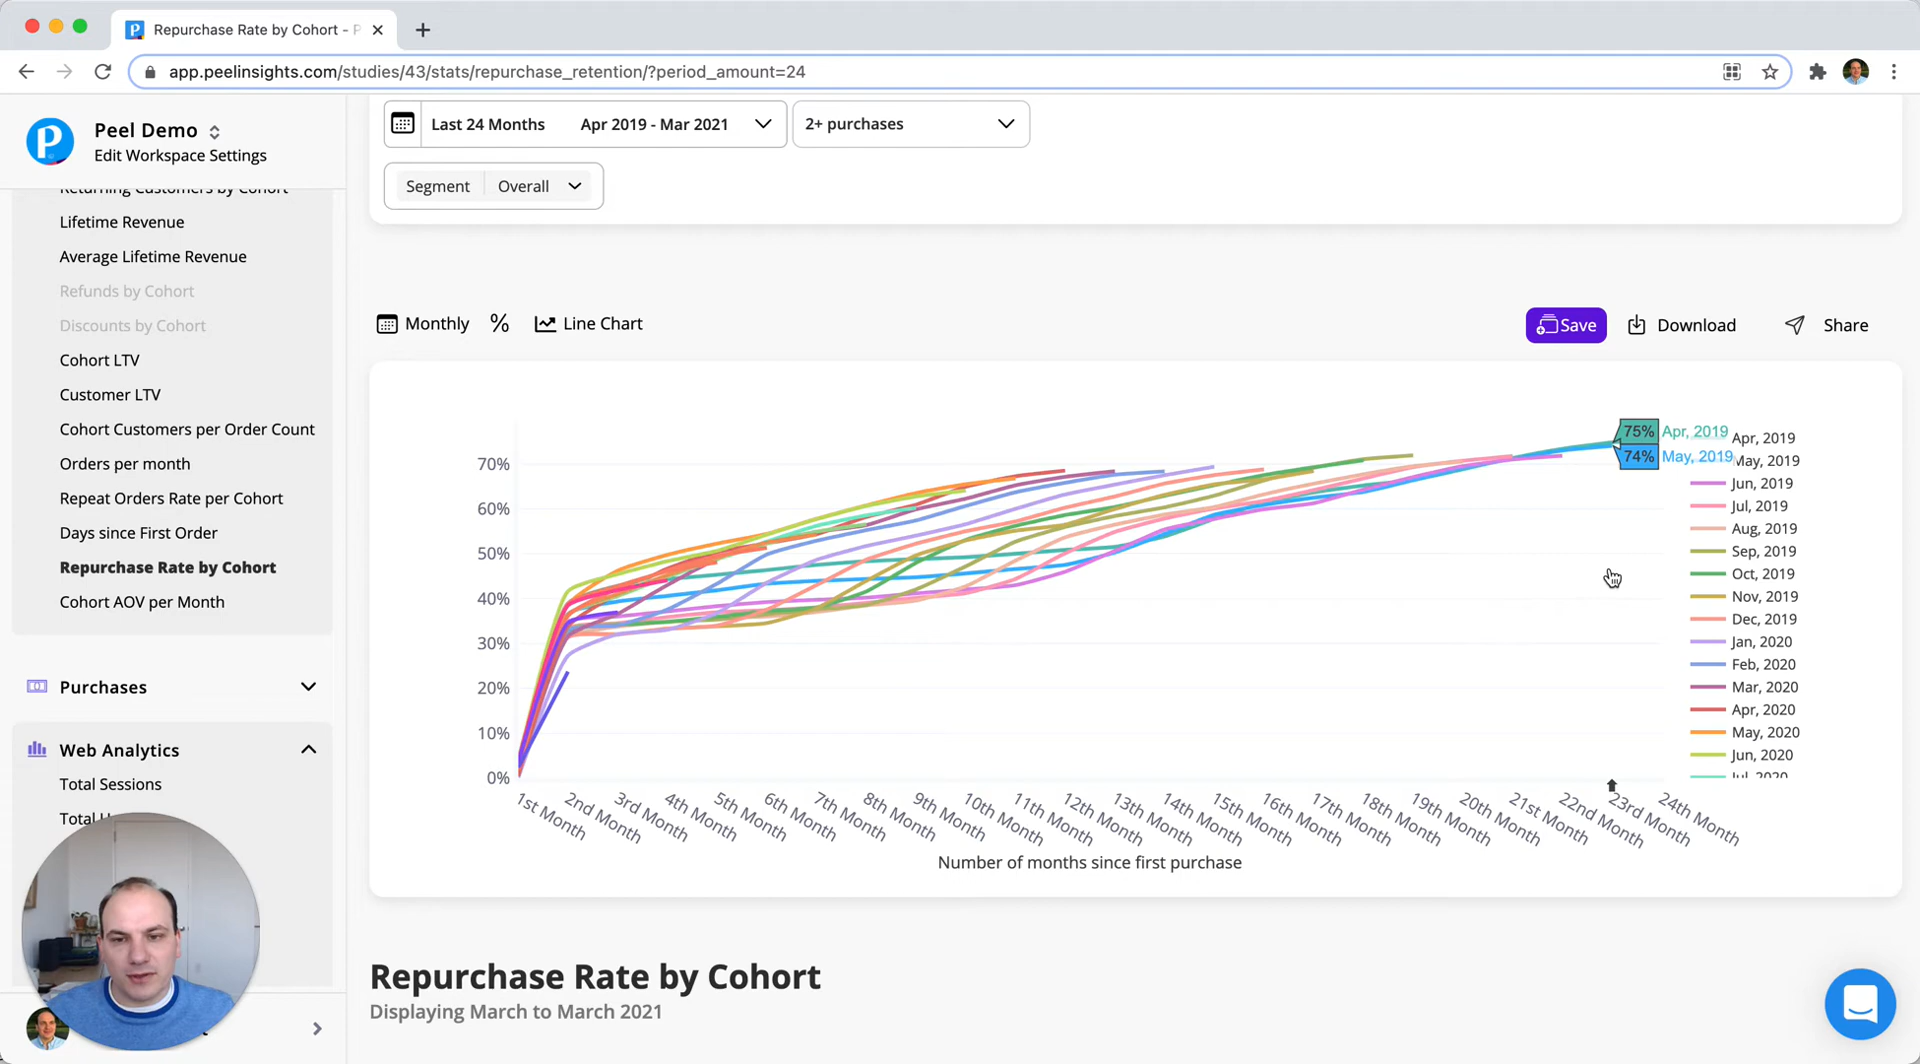 Repurchase Rate by Cohort - P
app.peelinsights.com/studies/43/stats/repurchase_retention/?period_amount=24
Peel Demo
Edit Workspace Settings
Returning Customers by Cohort
Lifetime Revenue
Average Lifetime Revenue
Refunds by Cohort
Discounts by Cohort
Cohort LTV
Customer LTV
Cohort Customers per Order Count
Orders per month
Repeat Orders Rate per Cohort
Days since First Order
Repurchase Rate by Cohort
Cohort AOV per Month
Purchases
Web Analytics
Total Sessions
Total
Last 24 Months Apr 2019 - Mar 2021
2+ purchases
Segment Overall
Monthly % Line Chart
Save Download Share
70%
60%
50%
40%
30%
20%
10%
0%
75% Apr, 2019
74% May, 2019
Apr, 2019
May, 2019
Jun, 2019
Jul, 2019
Aug, 2019
Sep, 2019
Oct, 2019
Nov, 2019
Dec, 2019
Jan, 2020
Feb, 2020
Mar, 2020
Apr, 2020
May, 2020
Jun, 2020
Jul, 2020
1st Month
2nd Month
3rd Month
4th Month
5th Month
6th Month
7th Month
8th Month
9th Month
10th Month
11th Month
12th Month
13th Month
14th Month
15th Month
16th Month
17th Month
18th Month
19th Month
20th Month
21st Month
22nd Month
23rd Month
24th Month
Number of months since first purchase
Repurchase Rate by Cohort
Displaying March to March 2021